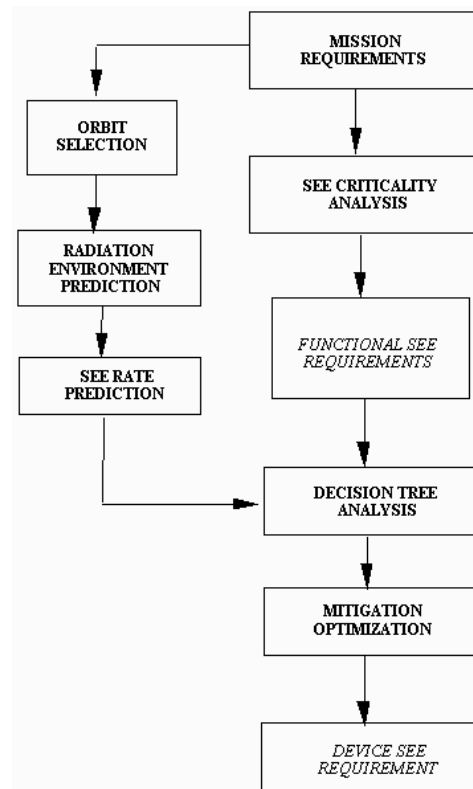 MISSION
REQUIREMENTS
ORBIT
SELECTION
SEE CRITICALITY
ANALYSIS
RADIATION
ENVIRONMENT
PREDICTION
FUNCTIONAL SEE
REQUIREMENTS
SEE RATE
PREDICTION
DECISION TREE
ANALYSIS
MITIGATION
OPTIMIZATION
DEVICE SEE
REQUIREMENT